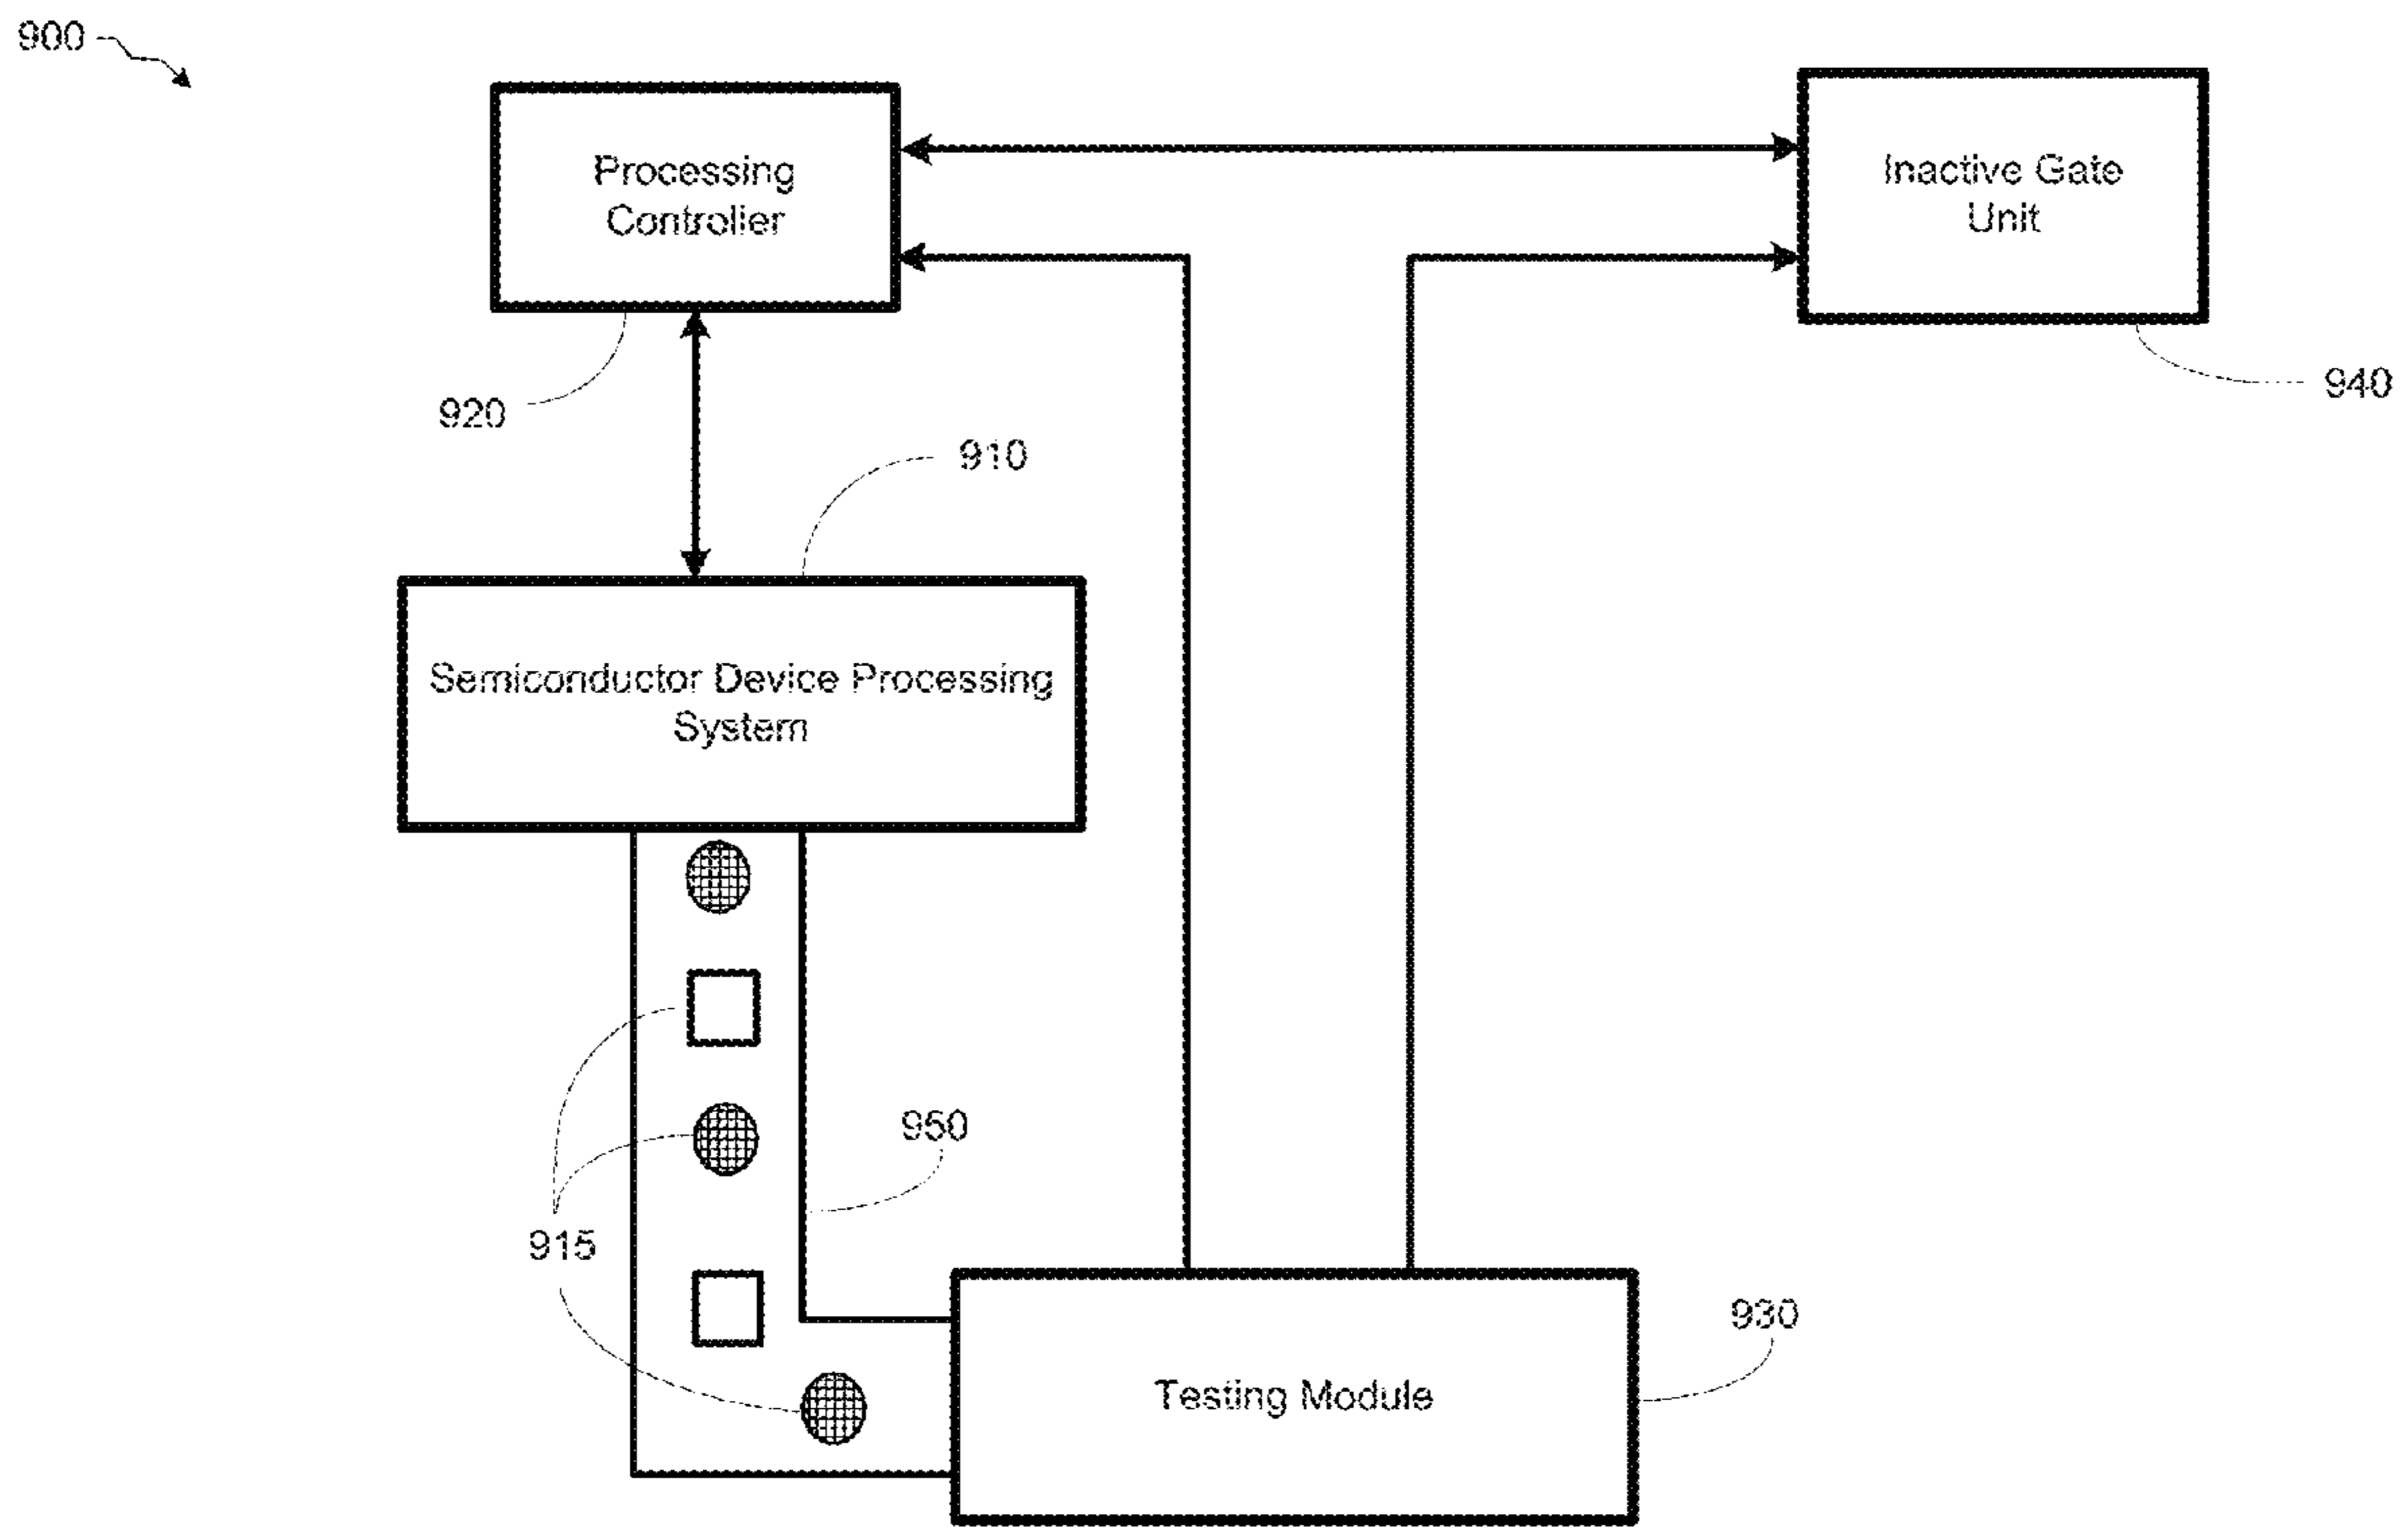 900
Processing
Controller
Inactive Gate
Unit
920
940
910
Semiconductor Device Processing
System
950
915
930
Testing Module